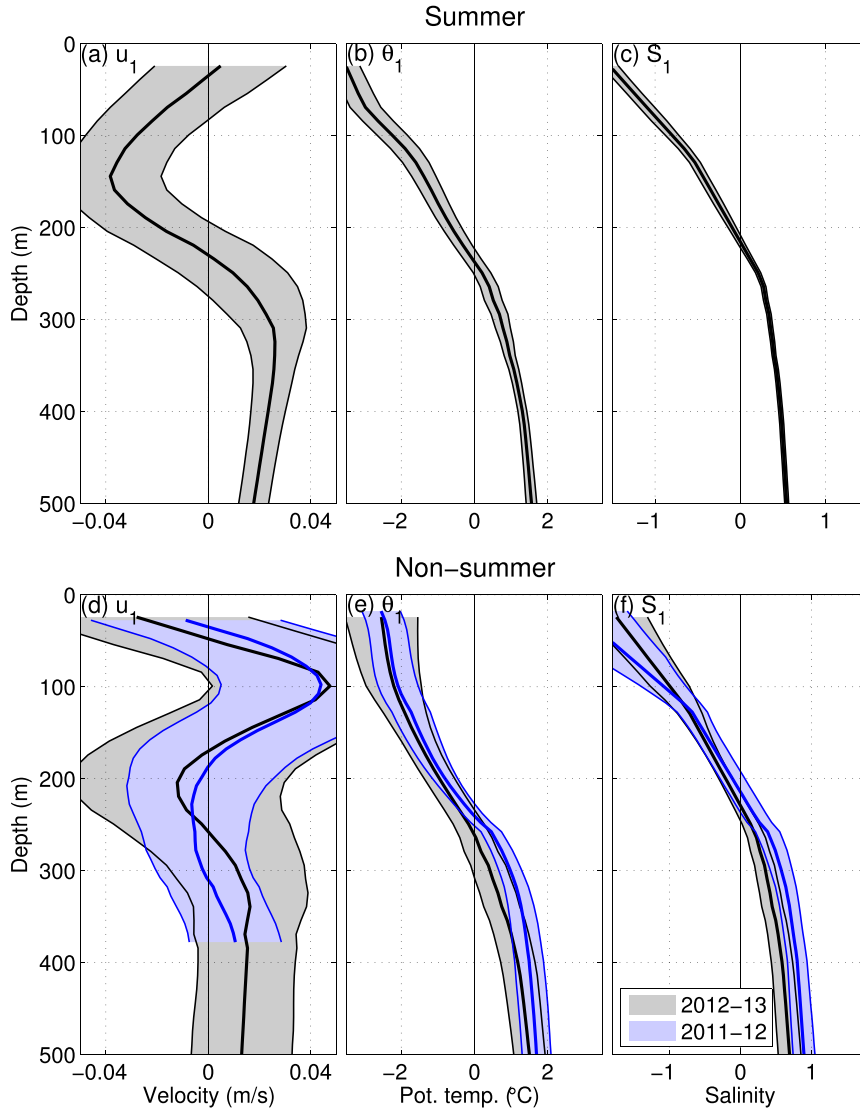 Summer
(a) u1 (b) θ1 (c) S1
0
100
200
300
400
500
Depth (m)
−0.04 0 0.04 −2 0 2 −1 0 1
Non−summer
(d) u1 (e) θ1 (f) S1
0
100
200
300
400
500
Depth (m)
2012−13
2011−12
−0.04 0 0.04 −2 0 2 −1 0 1
Velocity (m/s) Pot. temp. (°C) Salinity